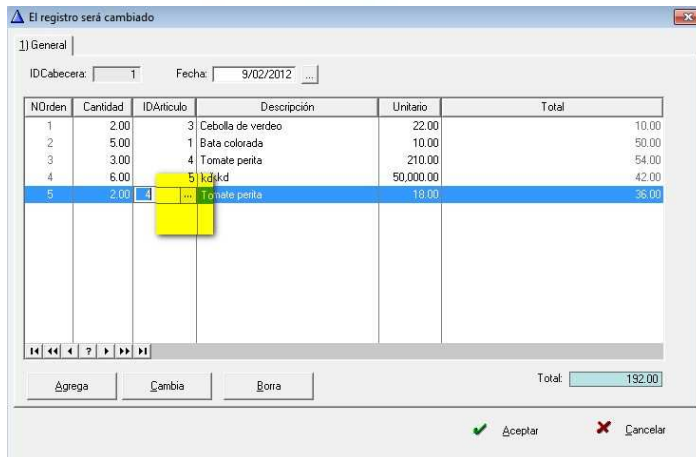 El registro será cambiado
1) General
IDCabecera: 1 Fecha: 9/02/2012 ...
NOrden Cantidad IDArticulo Descripción Unitario Total
1 2.00 3 Cebolla de verdeo 22.00 10.00
2 5.00 1 Bata colorada 10.00 50.00
3 3.00 4 Tomate perita 210.00 54.00
4 6.00 5 kdskd 50,000.00 42.00
5 2.00 4 ... Tomate perita 18.00 36.00
?
Agrega Cambia Borra Total: 192.00
Aceptar Cancelar